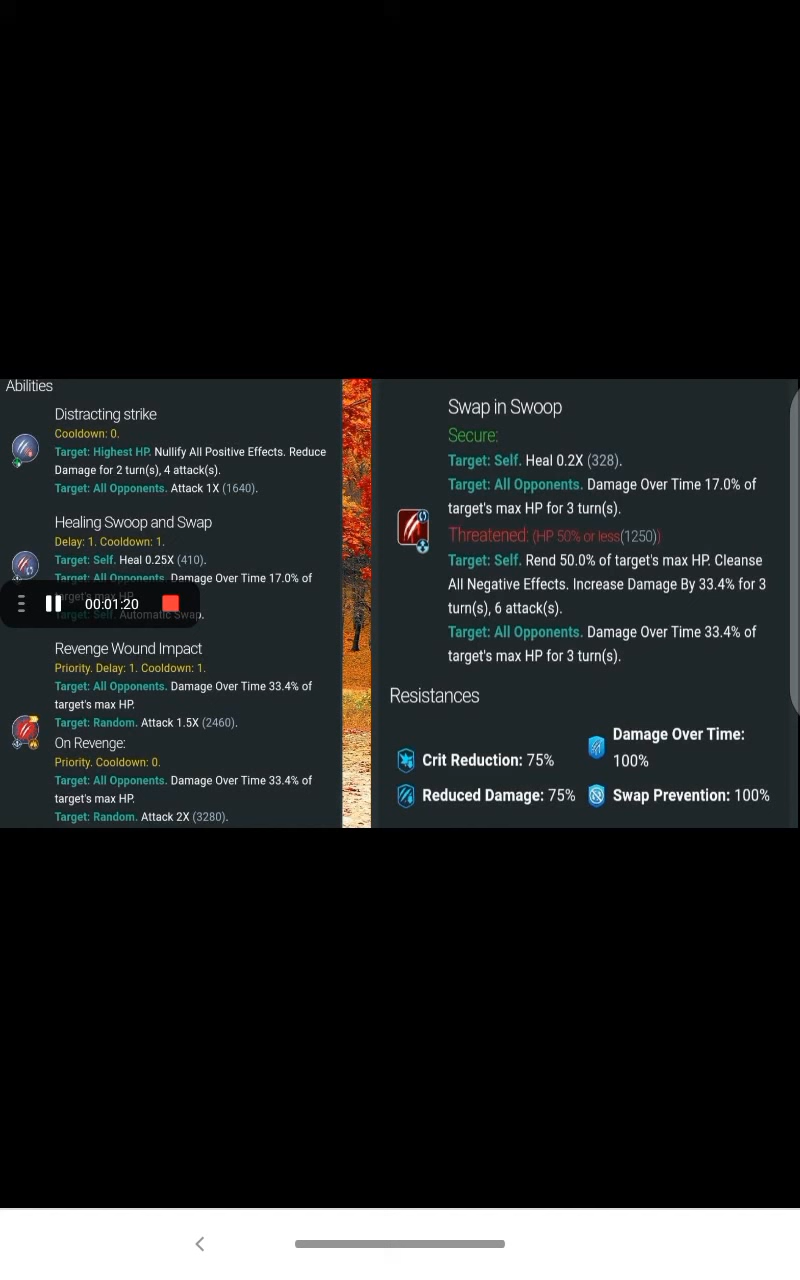 Abilities
Distracting strike
Cooldown: 0.
Target: Highest HP. Nullify All Positive Effects. Reduce
Damage for 2 turn(s), 4 attack(s).
Target: All Opponents. Attack 1X (1640).
Healing Swoop and Swap
Delay: 1. Cooldown: 1.
Target: Self. Heal 0.25X (410).
Target: All Opponents. Damage Over Time 17.0% of
target's max HP.
Target: Self. Automatic Swap.
00:01:20
Revenge Wound Impact
Priority. Delay: 1. Cooldown: 1.
Target: All Opponents. Damage Over Time 33.4% of
target's max HP.
Target: Random. Attack 1.5X (2460).
On Revenge:
Priority. Cooldown: 0.
Target: All Opponents. Damage Over Time 33.4% of
target's max HP.
Target: Random. Attack 2X (3280).
Swap in Swoop
Secure:
Target: Self. Heal 0.2X (328).
Target: All Opponents. Damage Over Time 17.0% of
target's max HP for 3 turn(s).
Threatened: (HP 50% or less(1250))
Target: Self. Rend 50.0% of target's max HP. Cleanse
All Negative Effects. Increase Damage By 33.4% for 3
turn(s), 6 attack(s).
Target: All Opponents. Damage Over Time 33.4% of
target's max HP for 3 turn(s).
Resistances
Crit Reduction: 75%
Damage Over Time:
100%
Reduced Damage: 75%
Swap Prevention: 100%